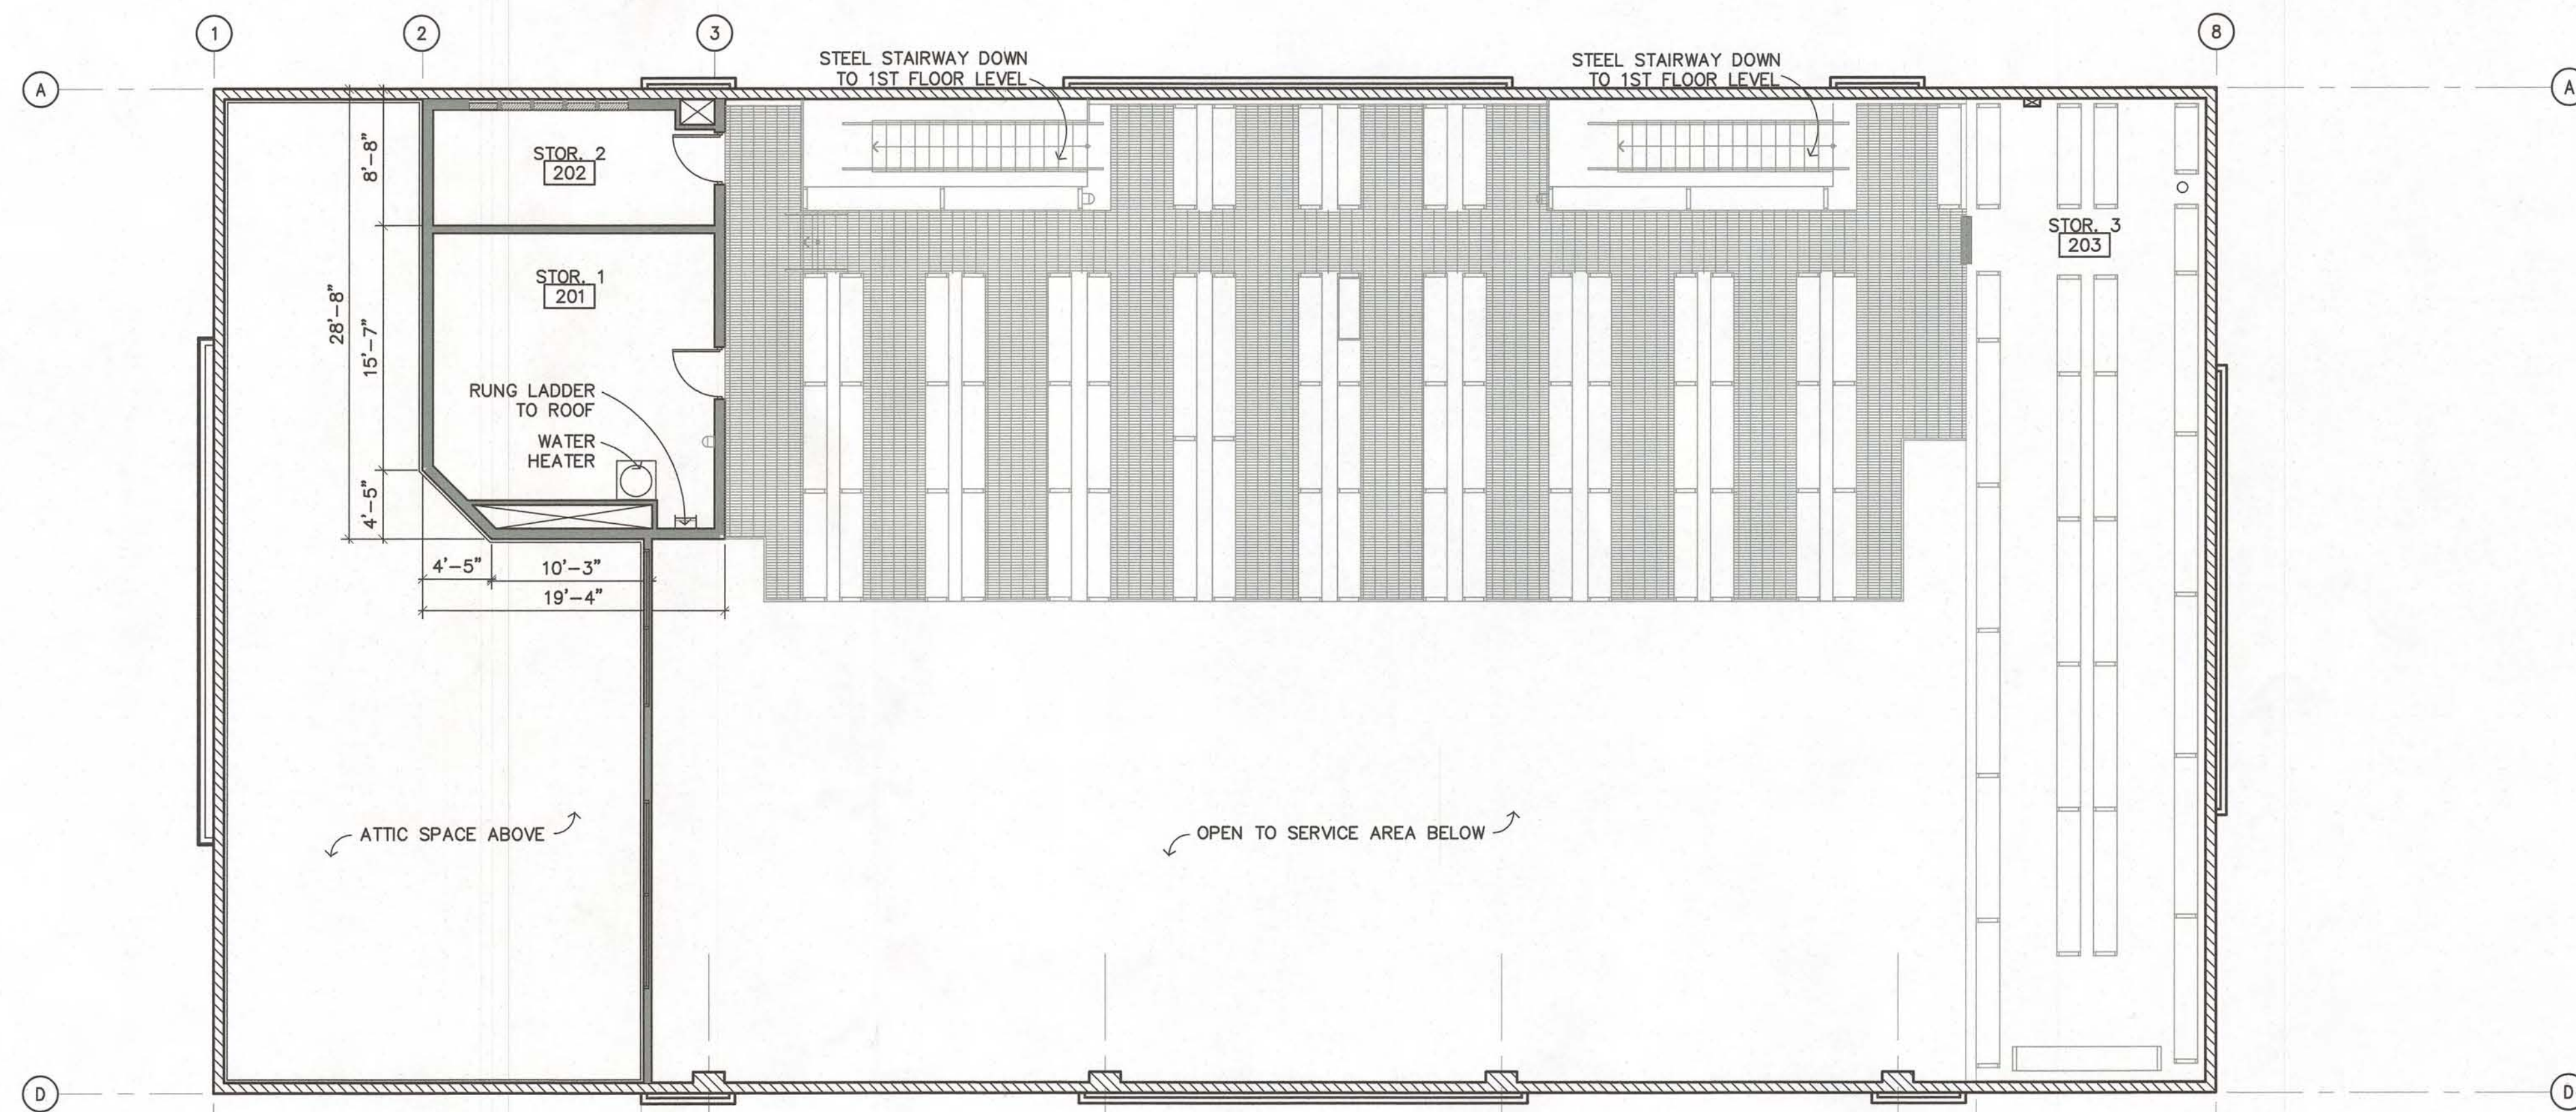 1
2
3
8
STEEL STAIRWAY DOWN
TO 1ST FLOOR LEVEL
STEEL STAIRWAY DOWN
TO 1ST FLOOR LEVEL
A
A
8'-8"
STOR. 2
202
STOR. 3
203
28'-8"
15'-7"
STOR. 1
201
RUNG LADDER
TO ROOF
WATER
HEATER
4'-5"
4'-5"
10'-3"
19'-4"
ATTIC SPACE ABOVE
OPEN TO SERVICE AREA BELOW
D
D